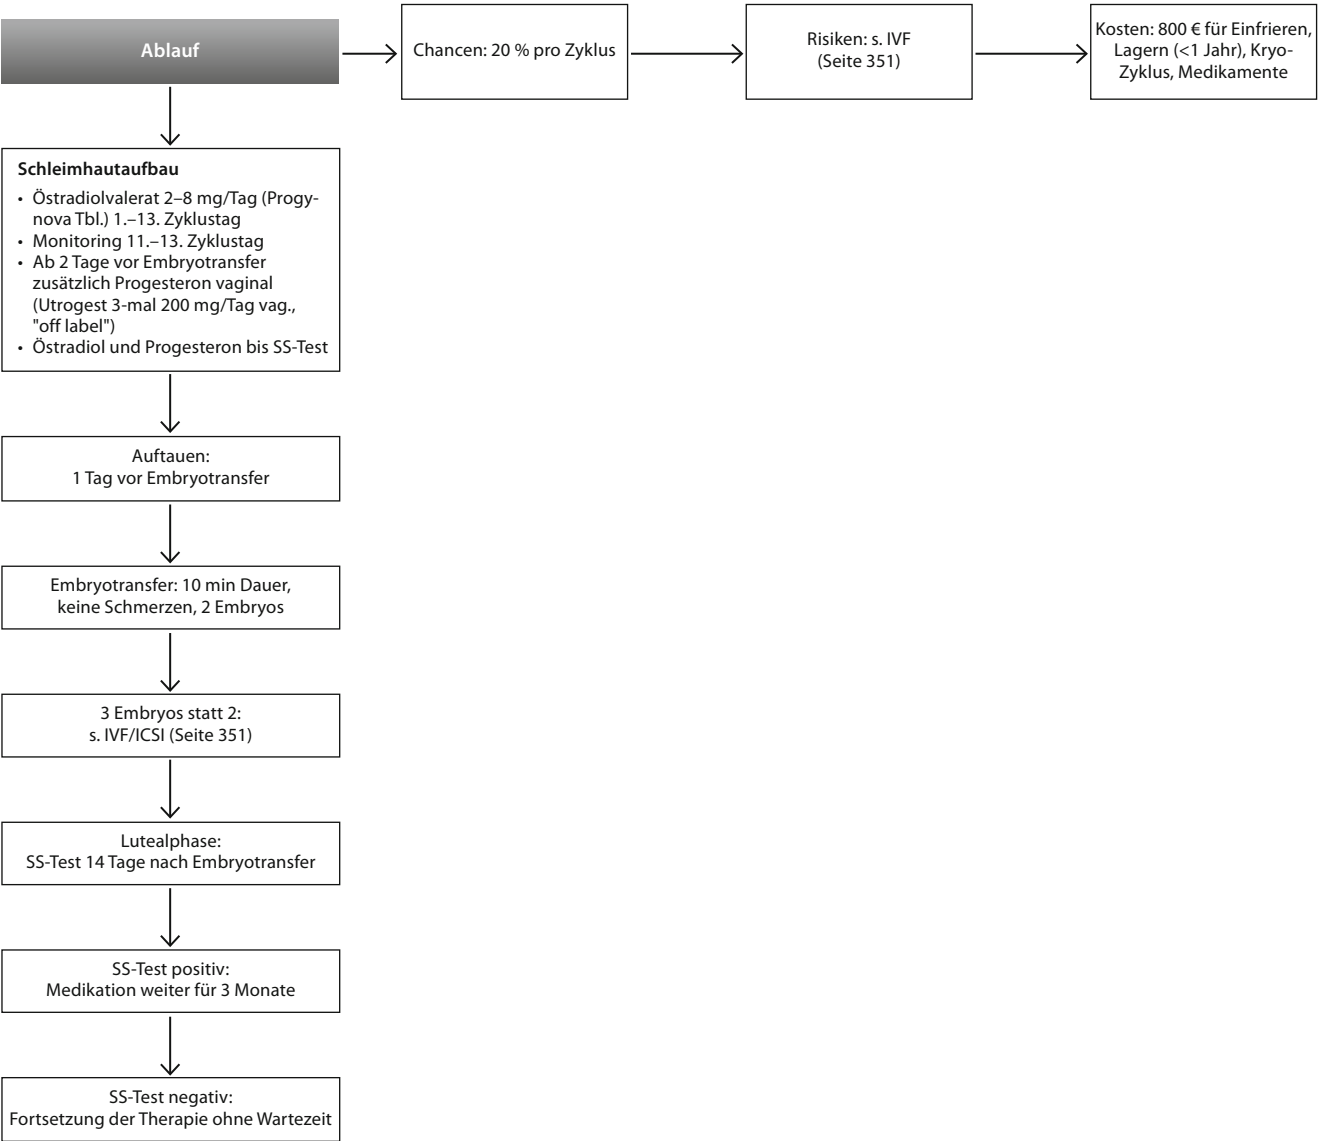 Ablauf
Chancen: 20 % pro Zyklus
Risiken: s. IVF
(Seite 351)
Kosten: 800 € für Einfrieren,
Lagern (<1 Jahr), Kryo-
Zyklus, Medikamente
Schleimhautaufbau
• Östradiolvalerat 2–8 mg/Tag (Progy-
nova Tbl.) 1.–13. Zyklustag
• Monitoring 11.–13. Zyklustag
• Ab 2 Tage vor Embryotransfer
zusätzlich Progesteron vaginal
(Utrogest 3-mal 200 mg/Tag vag.,
"off label")
• Östradiol und Progesteron bis SS-Test
Auftauen:
1 Tag vor Embryotransfer
Embryotransfer: 10 min Dauer,
keine Schmerzen, 2 Embryos
3 Embryos statt 2:
s. IVF/ICSI (Seite 351)
Lutealphase:
SS-Test 14 Tage nach Embryotransfer
SS-Test positiv:
Medikation weiter für 3 Monate
SS-Test negativ:
Fortsetzung der Therapie ohne Wartezeit